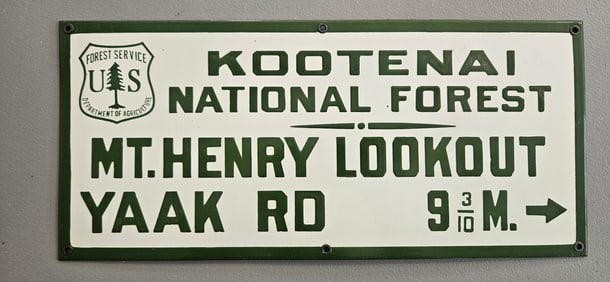 FOREST SERVICE
U S
DEPARTMENT OF AGRICULTURE
KOOTENAI
NATIONAL FOREST
MT. HENRY LOOKOUT
YAAK RD 9 3/10 M. →